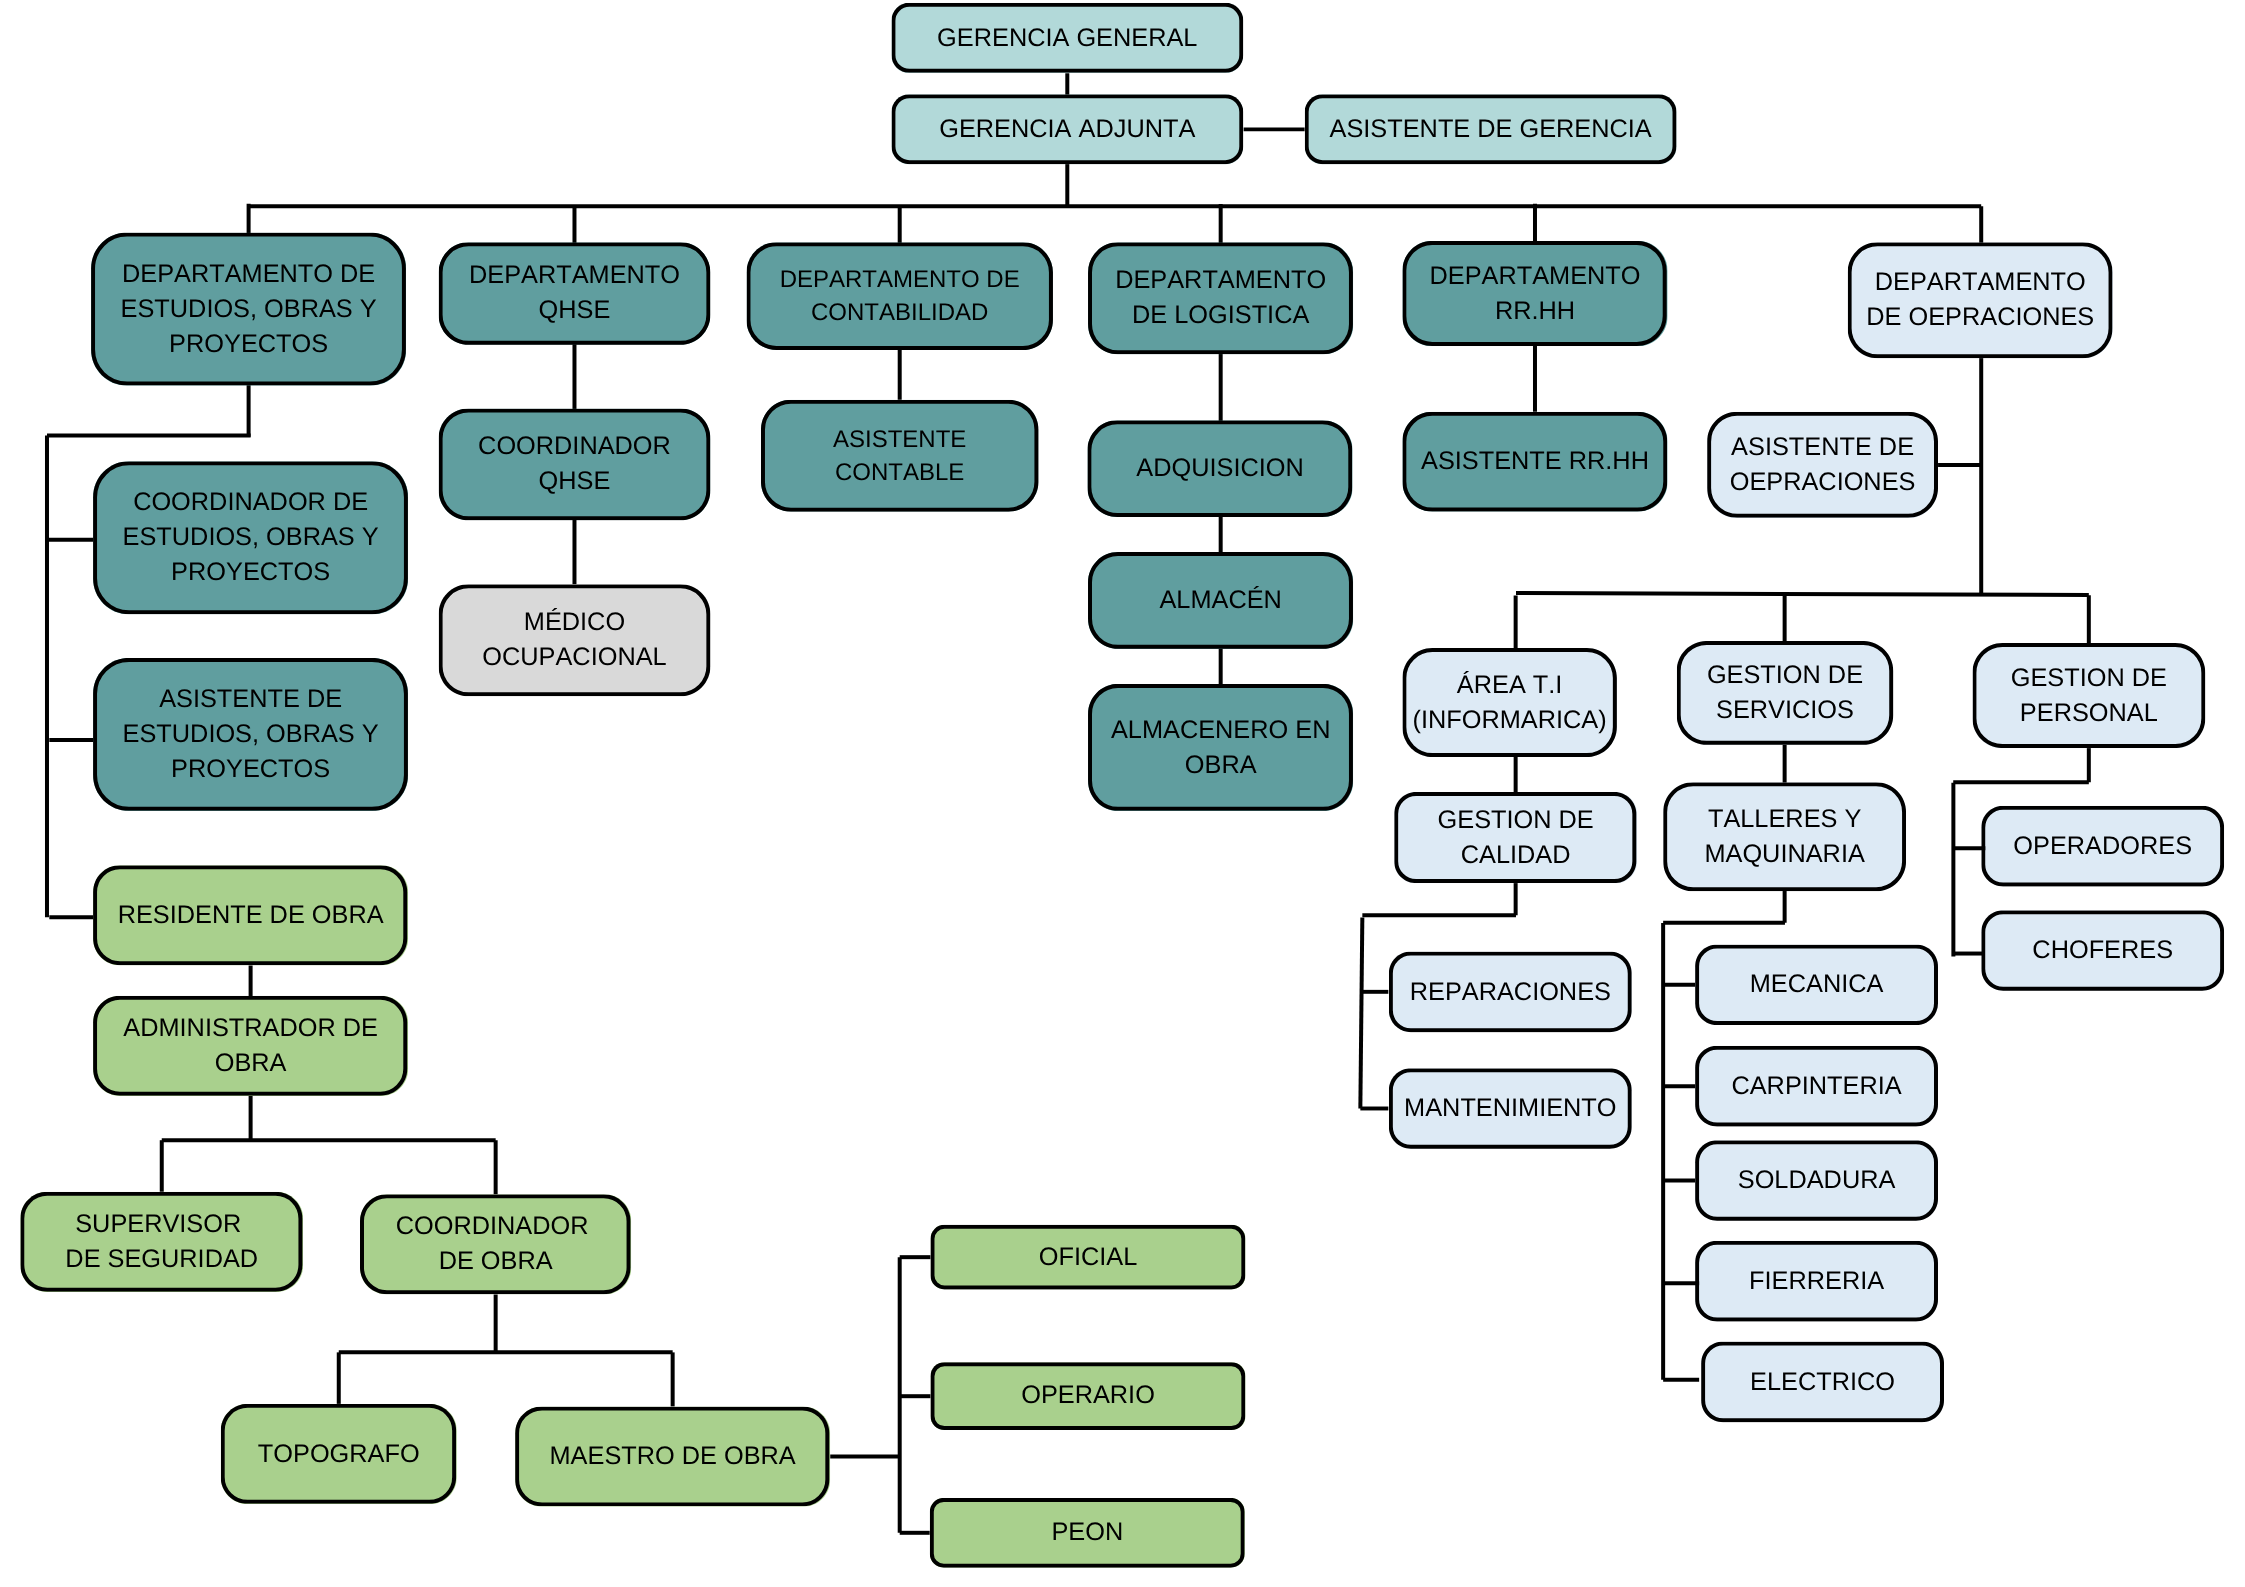 GERENCIA GENERAL
GERENCIA ADJUNTA
ASISTENTE DE GERENCIA
DEPARTAMENTO DE
ESTUDIOS, OBRAS Y
PROYECTOS
DEPARTAMENTO
QHSE
DEPARTAMENTO DE
CONTABILIDAD
DEPARTAMENTO
DE LOGISTICA
DEPARTAMENTO
RR.HH
DEPARTAMENTO
DE OEPRACIONES
COORDINADOR DE
ESTUDIOS, OBRAS Y
PROYECTOS
COORDINADOR
QHSE
ASISTENTE
CONTABLE
ADQUISICION
ASISTENTE RR.HH
ASISTENTE DE
OEPRACIONES
MÉDICO
OCUPACIONAL
ALMACÉN
ASISTENTE DE
ESTUDIOS, OBRAS Y
PROYECTOS
ALMACENERO EN
OBRA
ÁREA T.I
(INFORMARICA)
GESTION DE
SERVICIOS
GESTION DE
PERSONAL
GESTION DE
CALIDAD
TALLERES Y
MAQUINARIA
OPERADORES
CHOFERES
RESIDENTE DE OBRA
REPARACIONES
MECANICA
ADMINISTRADOR DE
OBRA
MANTENIMIENTO
CARPINTERIA
SOLDADURA
SUPERVISOR
DE SEGURIDAD
COORDINADOR
DE OBRA
OFICIAL
FIERRERIA
OPERARIO
ELECTRICO
TOPOGRAFO
MAESTRO DE OBRA
PEON